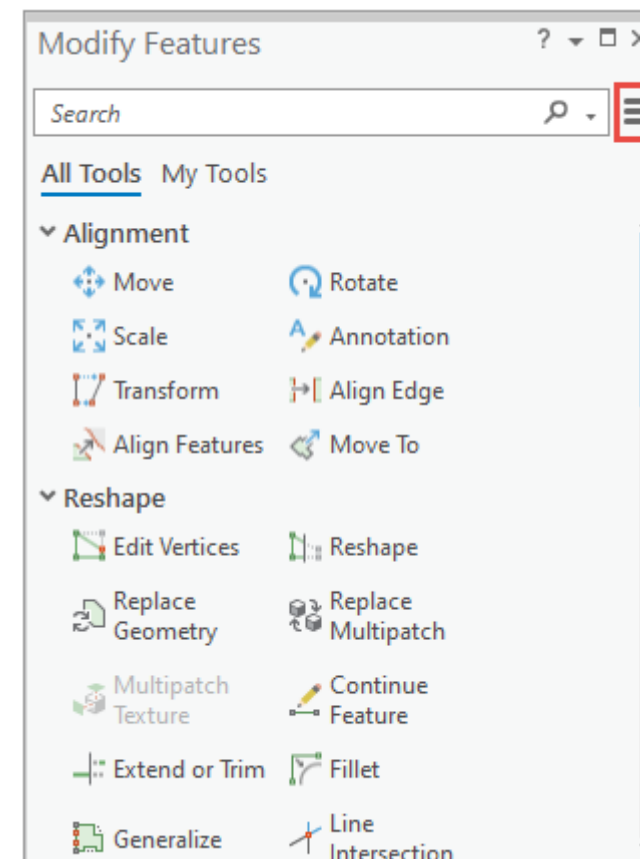 Modify Features
?
Search
All Tools My Tools
Alignment
Move Rotate
Scale Annotation
Transform Align Edge
Align Features Move To
Reshape
Edit Vertices Reshape
Replace
Geometry
Replace
Multipatch
Multipatch
Texture
Continue
Feature
Extend or Trim Fillet
Generalize
Line
Intersection